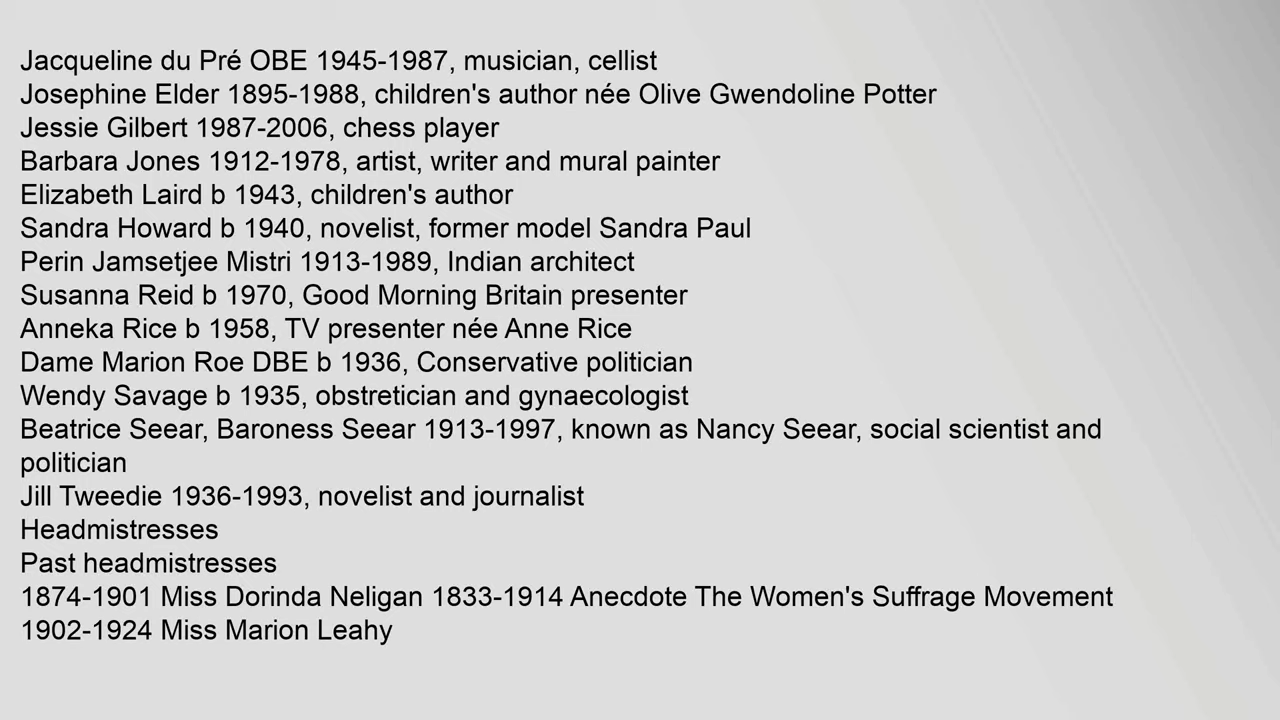 Jacqueline du Pré OBE 1945-1987, musician, cellist
Josephine Elder 1895-1988, children's author née Olive Gwendoline Potter
Jessie Gilbert 1987-2006, chess player
Barbara Jones 1912-1978, artist, writer and mural painter
Elizabeth Laird b 1943, children's author
Sandra Howard b 1940, novelist, former model Sandra Paul
Perin Jamsetjee Mistri 1913-1989, Indian architect
Susanna Reid b 1970, Good Morning Britain presenter
Anneka Rice b 1958, TV presenter née Anne Rice
Dame Marion Roe DBE b 1936, Conservative politician
Wendy Savage b 1935, obstretician and gynaecologist
Beatrice Seear, Baroness Seear 1913-1997, known as Nancy Seear, social scientist and
politician
Jill Tweedie 1936-1993, novelist and journalist
Headmistresses
Past headmistresses
1874-1901 Miss Dorinda Neligan 1833-1914 Anecdote The Women's Suffrage Movement
1902-1924 Miss Marion Leahy